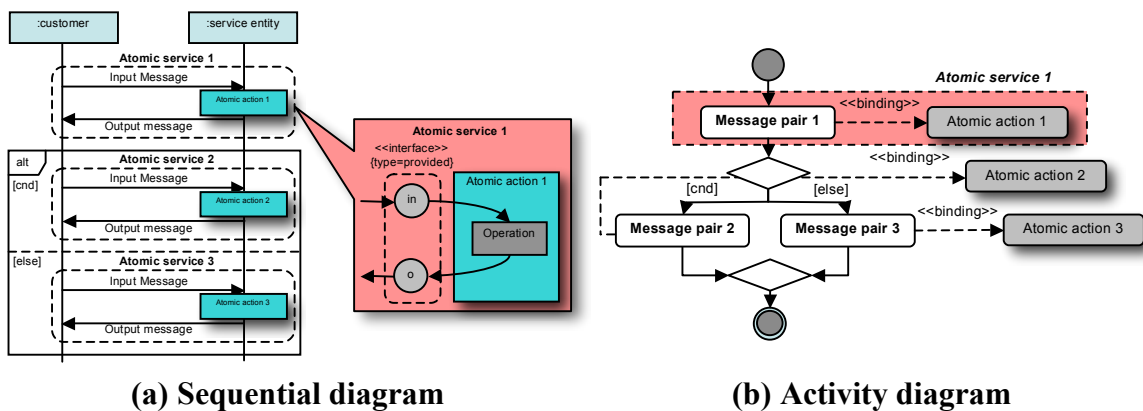 :customer
:service entity
Atomic service 1
Input Message
Atomic action 1
Output message
alt
[cnd]
Atomic service 2
Input Message
Atomic action 2
Output message
[else]
Atomic service 3
Input Message
Atomic action 3
Output message
Atomic service 1
<<interface>>
{type=provided}
Atomic action 1
in
Operation
o
(a) Sequential diagram
Atomic service 1
<<binding>>
Message pair 1
Atomic action 1
<<binding>>
Atomic action 2
[cnd]
[else]
<<binding>>
Message pair 2
Message pair 3
Atomic action 3
(b) Activity diagram